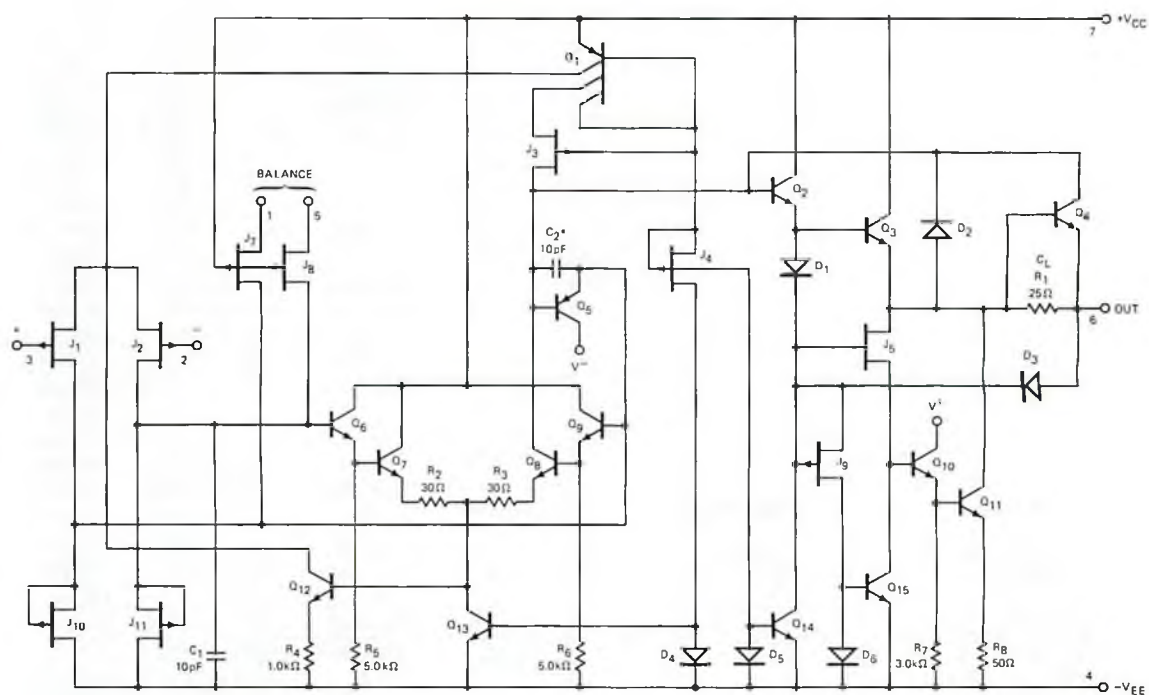 7 +VCC
Q1
J3
BALANCE
1 5
J7
J8
Q2
Q3
D2
Q4
C2*
10pF
J4
D1
CL
R1
25Ω
6 OUT
Q5
V−
J5
D3
+ 3 J1
J2 2 −
Q6
Q7
R2
30Ω
R3
30Ω
Q8
Q9
J9
V+
Q10
Q11
Q12
Q13
Q14
Q15
J10
J11
C1
10pF
R4
1.0kΩ
R5
5.0kΩ
R6
5.0kΩ
D4
D5
D6
R7
3.0kΩ
R8
50Ω
4 −VEE